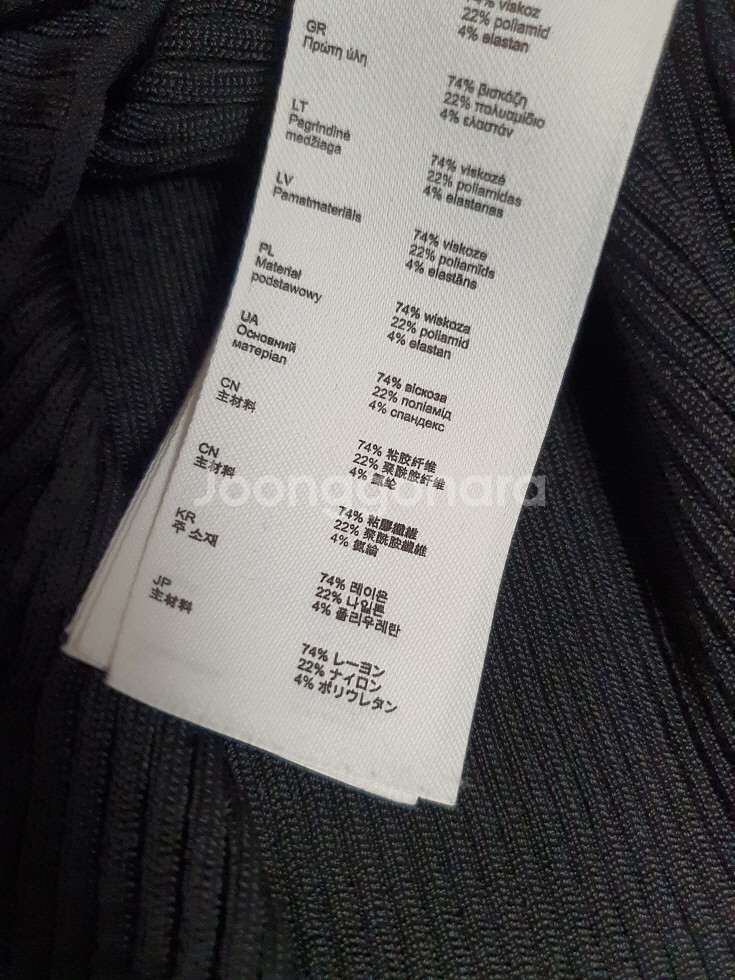 74% viskoz
22% poliamid
4% elastan
GR
Πρώτη ύλη
74% βισκόζη
22% πολυαμίδιο
4% ελαστάν
LT
Pagrindinė
medžiaga
74% viskozė
22% poliamidas
4% elastanas
LV
Pamatmateriāls
74% viskoze
22% poliamīds
4% elastāns
PL
Materiał
podstawowy
74% wiskoza
22% poliamid
4% elastan
UA
Основний
матеріал
74% віскоза
22% поліамід
4% спандекс
CN
主材料
74% 粘胶纤维
22% 聚酰胺纤维
4% 氨纶
CN
主材料
74% 粘膠纖維
22% 聚酰胺纖維
4% 氨綸
KR
주 소재
74% 레이온
22% 나일론
4% 폴리우레탄
JP
主材料
74% レーヨン
22% ナイロン
4% ポリウレタン
Joonggonara